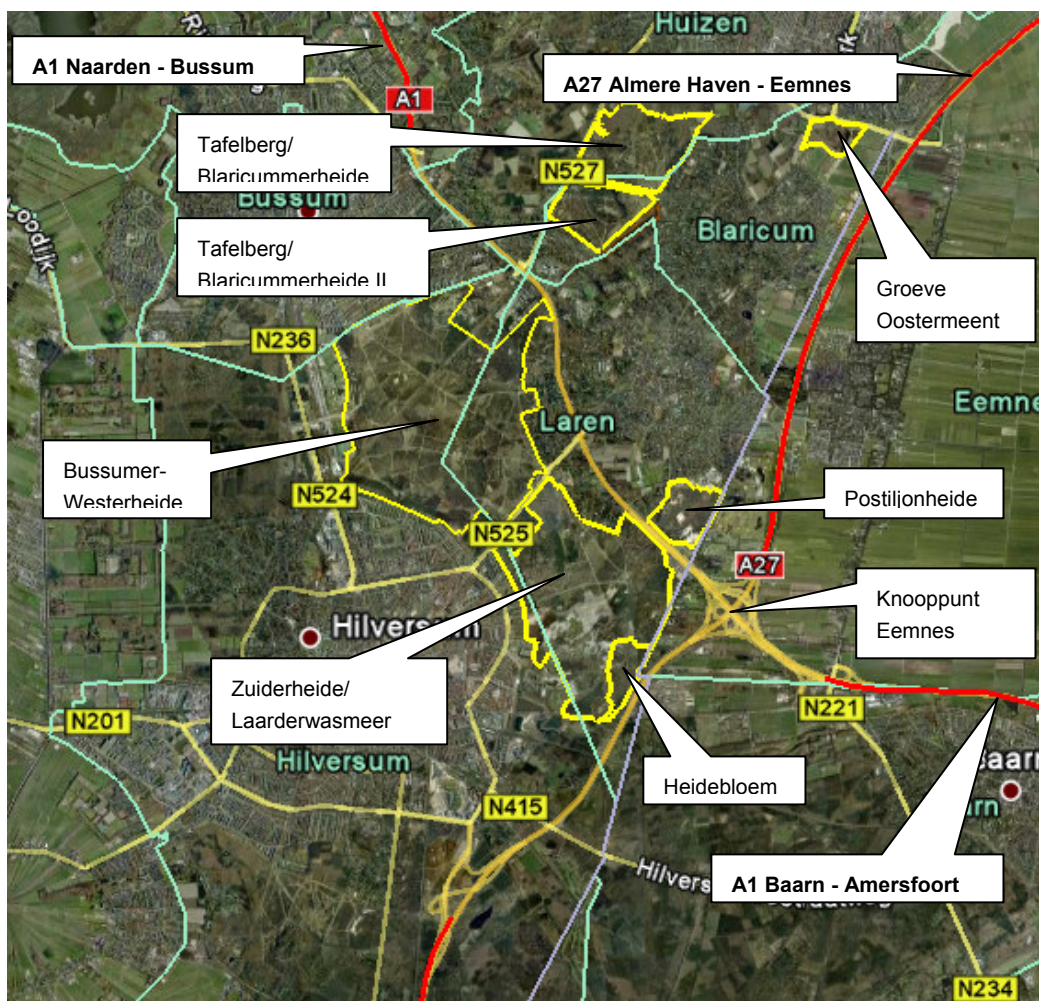 Huizen
A1 Naarden - Bussum
A27 Almere Haven - Eemnes
A1
Tafelberg/
Blaricummerheide
N527
Bussum
Blaricum
Tafelberg/
Blaricummerheide II
Groeve
Oostermeent
N236
Eemne
Laren
Bussumer-
Westerheide
N524
Postiljonheide
N525
A27
Knooppunt
Eemnes
Hilversum
Zuiderheide/
Laarderwasmeer
N201
N221
Hilversum
Heidebloem
N415
A1 Baarn - Amersfoort
N234